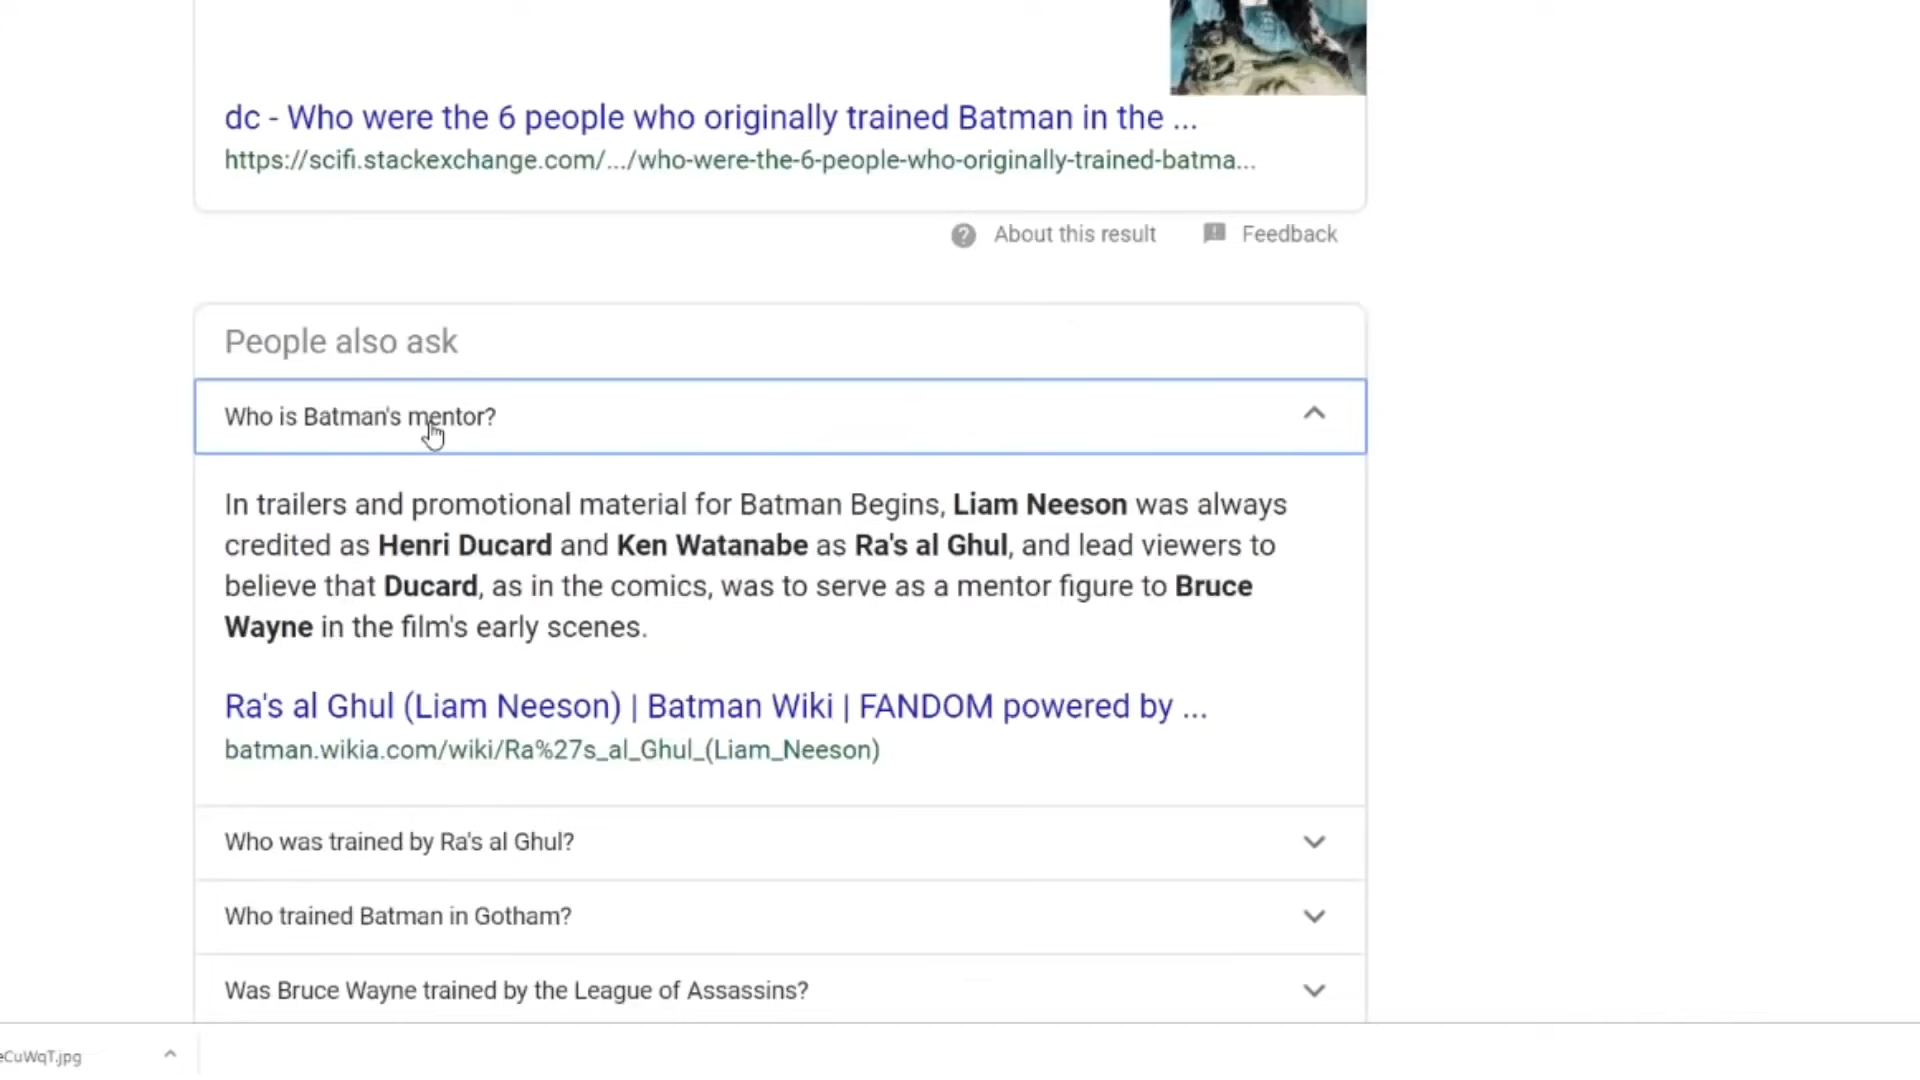 dc - Who were the 6 people who originally trained Batman in the ...
https://scifi.stackexchange.com/.../who-were-the-6-people-who-originally-trained-batma...
About this result Feedback
People also ask
Who is Batman's mentor?
In trailers and promotional material for Batman Begins, Liam Neeson was always
credited as Henri Ducard and Ken Watanabe as Ra's al Ghul, and lead viewers to
believe that Ducard, as in the comics, was to serve as a mentor figure to Bruce
Wayne in the film's early scenes.
Ra's al Ghul (Liam Neeson) | Batman Wiki | FANDOM powered by ...
batman.wikia.com/wiki/Ra%27s_al_Ghul_(Liam_Neeson)
Who was trained by Ra's al Ghul?
Who trained Batman in Gotham?
Was Bruce Wayne trained by the League of Assassins?
eCuWqT.jpg